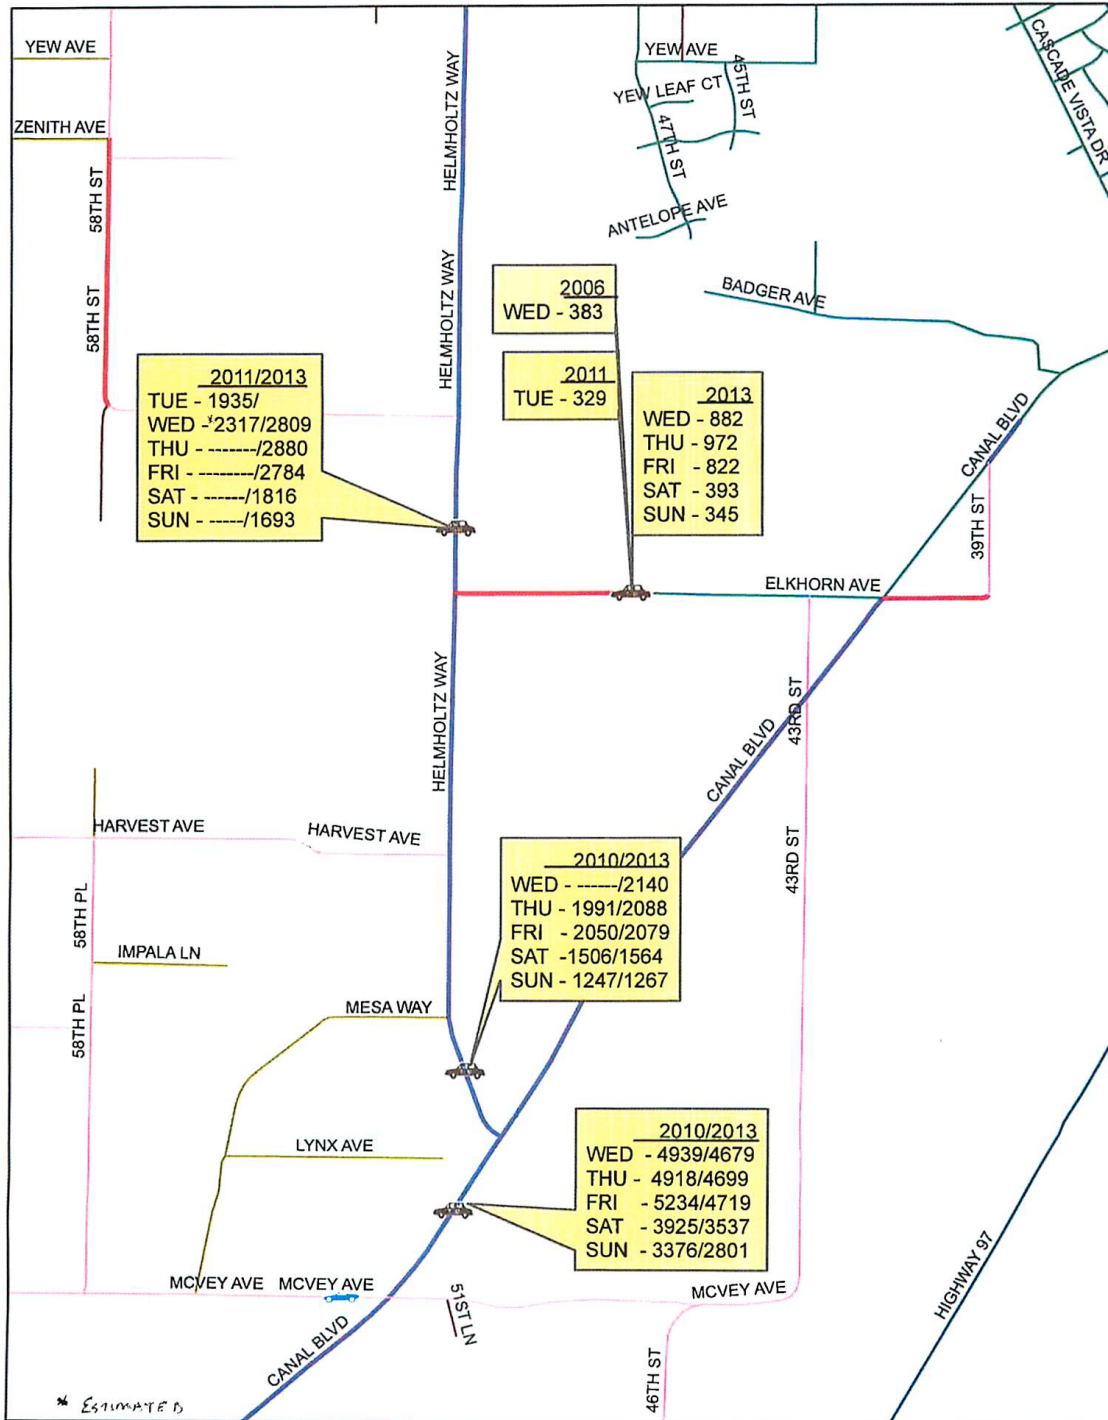 YEW AVE
YEW AVE
45TH ST
CASCADE VISTA DR
YEW LEAF CT
ZENITH AVE
47TH ST
HELMHOLTZ WAY
58TH ST
ANTELOPE AVE
HELMHOLTZ WAY
58TH ST
BADGER AVE
2006
WED - 383
2011
TUE - 329
2013
WED - 882
THU - 972
FRI - 822
SAT - 393
SUN - 345
2011/2013
TUE - 1935/
WED -*2317/2809
THU - -------/2880
FRI - --------/2784
SAT - ------/1816
SUN - -----/1693
CANAL BLVD
39TH ST
ELKHORN AVE
HELMHOLTZ WAY
43RD ST
CANAL BLVD
HARVEST AVE
HARVEST AVE
43RD ST
2010/2013
WED - ------/2140
THU - 1991/2088
FRI - 2050/2079
SAT -1506/1564
SUN - 1247/1267
58TH PL
IMPALA LN
MESA WAY
58TH PL
LYNX AVE
2010/2013
WED - 4939/4679
THU - 4918/4699
FRI - 5234/4719
SAT - 3925/3537
SUN - 3376/2801
MCVEY AVE
MCVEY AVE
MCVEY AVE
51ST LN
HIGHWAY 97
CANAL BLVD
46TH ST
* ESTIMATED